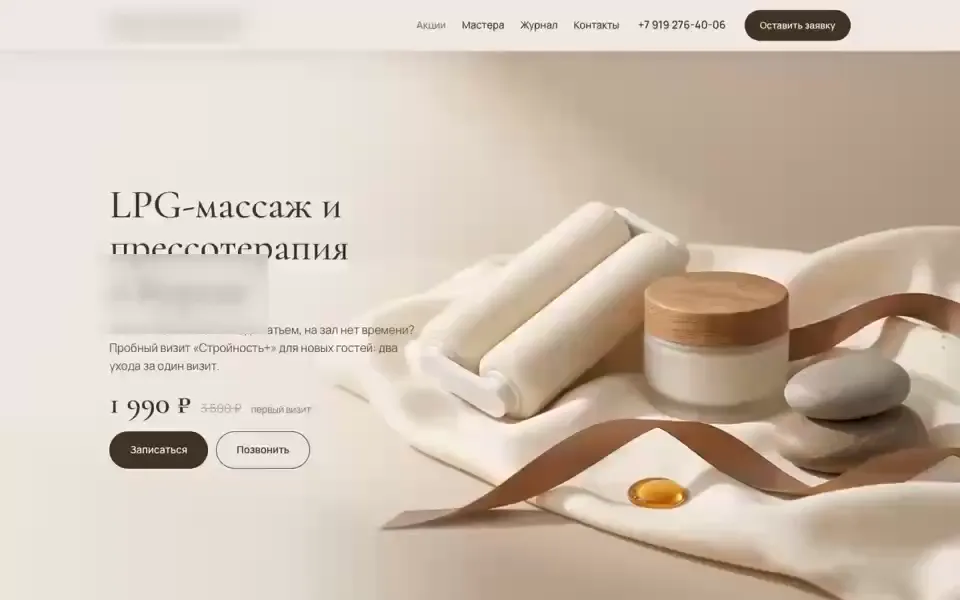 Акции
Мастера
Журнал
Контакты
+7 919 276-40-06
Оставить заявку
LPG-массаж и
прессотерапия
атьем, на зал нет времени?
Пробный визит «Стройность+» для новых гостей: два
ухода за один визит.
1 990 ₽ 3 580 ₽ первый визит
Записаться
Позвонить